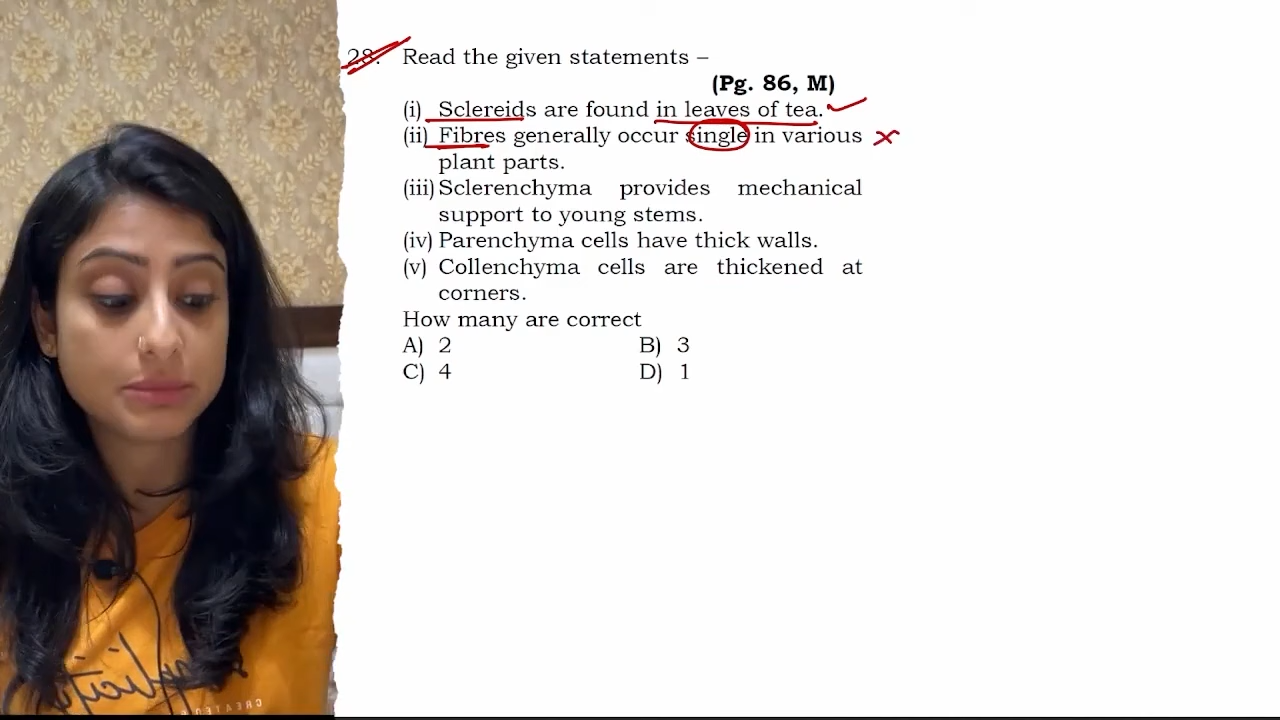 28. Read the given statements –
(Pg. 86, M)
(i) Sclereids are found in leaves of tea.
(ii) Fibres generally occur single in various
plant parts.
(iii) Sclerenchyma provides mechanical
support to young stems.
(iv) Parenchyma cells have thick walls.
(v) Collenchyma cells are thickened at
corners.
How many are correct
A) 2 B) 3
C) 4 D) 1